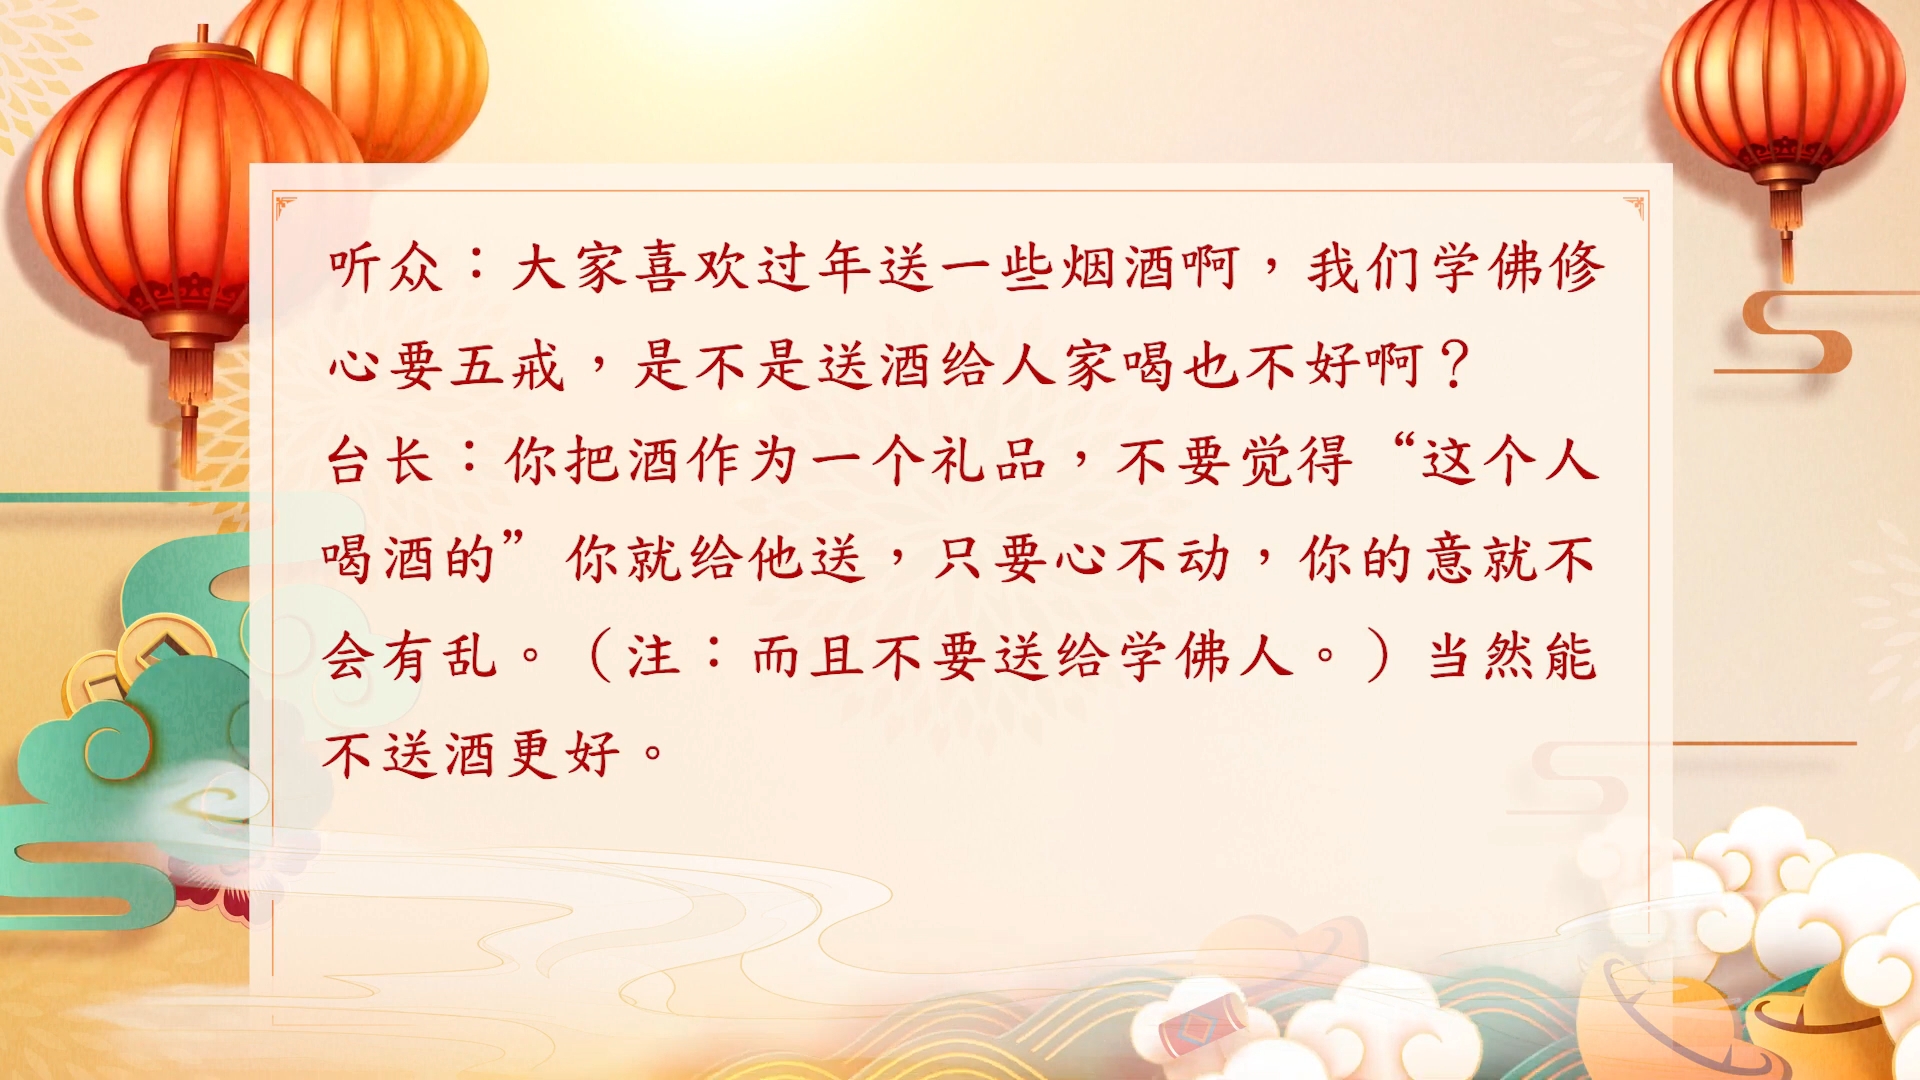 听众：大家喜欢过年送一些烟酒啊，我们学佛修
心要五戒，是不是送酒给人家喝也不好啊？
台长：你把酒作为一个礼品，不要觉得“这个人
喝酒的”你就给他送，只要心不动，你的意就不
会有乱。（注：而且不要送给学佛人。）当然能
不送酒更好。